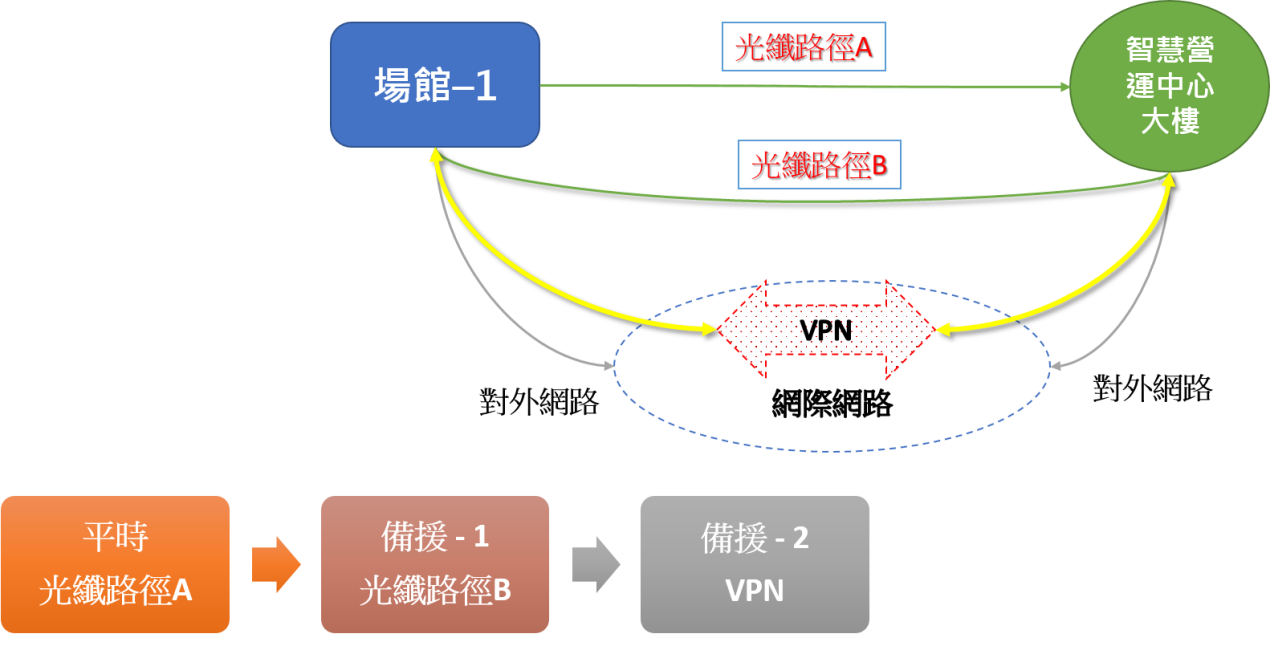 場館–1
光纖路徑A
智慧營
運中心
大樓
光纖路徑B
VPN
網際網路
對外網路
對外網路
平時
光纖路徑A
備援 - 1
光纖路徑B
備援 - 2
VPN